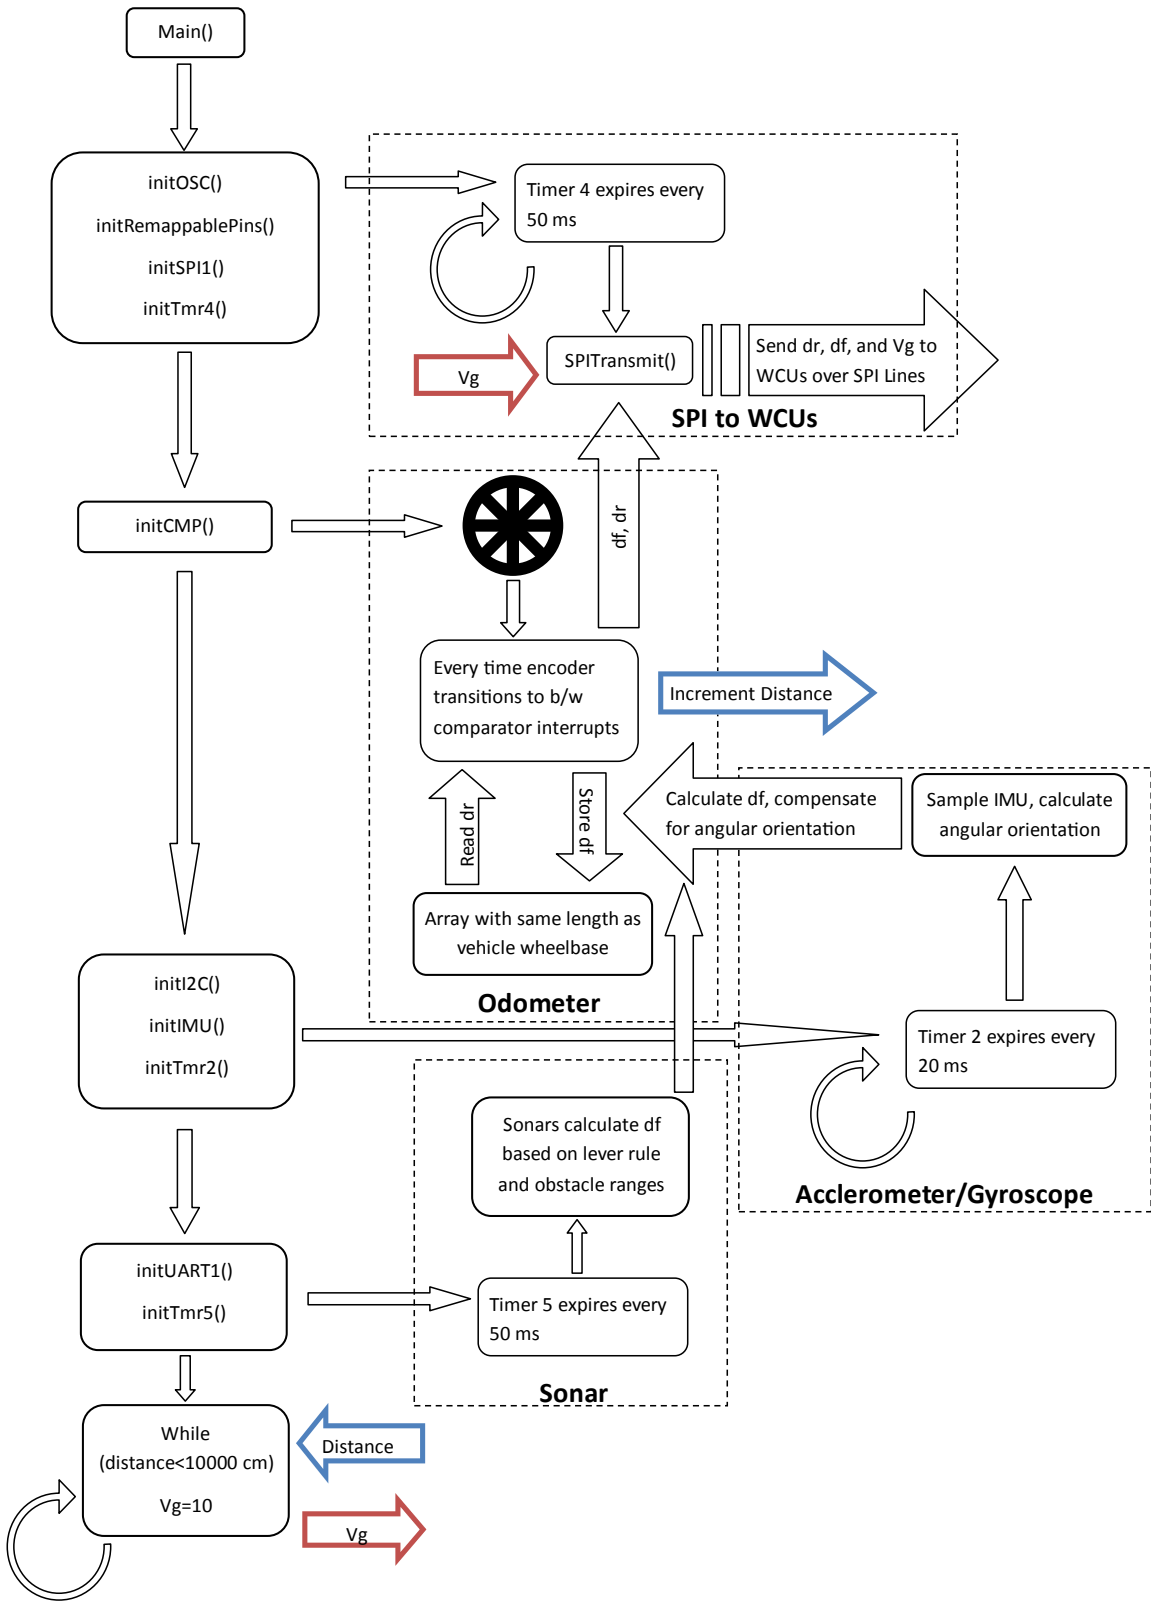 Main()
initOSC()
initRemappablePins()
initSPI1()
initTmr4()
Timer 4 expires every
50 ms
Vg
SPITransmit()
Send dr, df, and Vg to
WCUs over SPI Lines
SPI to WCUs
initCMP()
df, dr
Every time encoder
transitions to b/w
comparator interrupts
Increment Distance
Read dr
Store df
Calculate df, compensate
for angular orientation
Sample IMU, calculate
angular orientation
Array with same length as
vehicle wheelbase
Odometer
initI2C()
initIMU()
initTmr2()
Timer 2 expires every
20 ms
Acclerometer/Gyroscope
Sonars calculate df
based on lever rule
and obstacle ranges
initUART1()
initTmr5()
Timer 5 expires every
50 ms
Sonar
While
(distance<10000 cm)
Vg=10
Distance
Vg